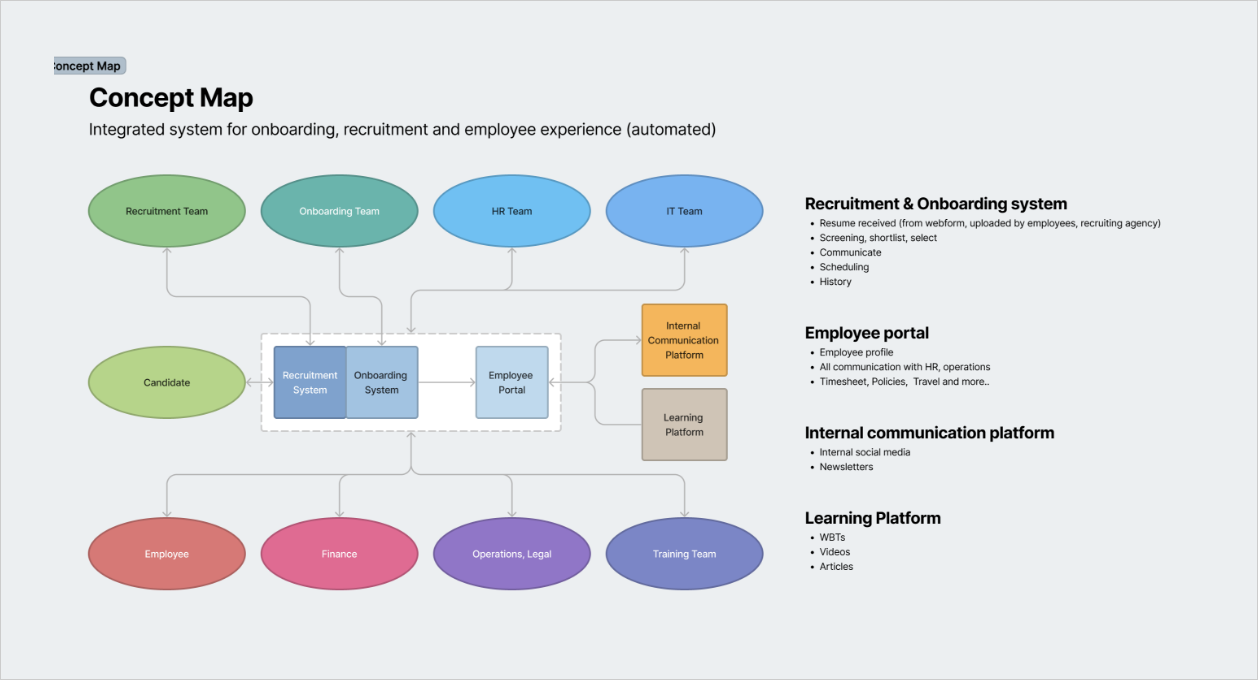 oncept Map
Concept Map
Integrated system for onboarding, recruitment and employee experience (automated)
Recruitment Team
Onboarding Team
HR Team
IT Team
Candidate
Recruitment
System
Onboarding
System
Employee
Portal
Internal
Communication
Platform
Learning
Platform
Employee
Finance
Operations, Legal
Training Team
Recruitment & Onboarding system
• Resume received (from webform, uploaded by employees, recruiting agency)
• Screening, shortlist, select
• Communicate
• Scheduling
• History
Employee portal
• Employee profile
• All communication with HR, operations
• Timesheet, Policies, Travel and more..
Internal communication platform
• Internal social media
• Newsletters
Learning Platform
• WBTs
• Videos
• Articles